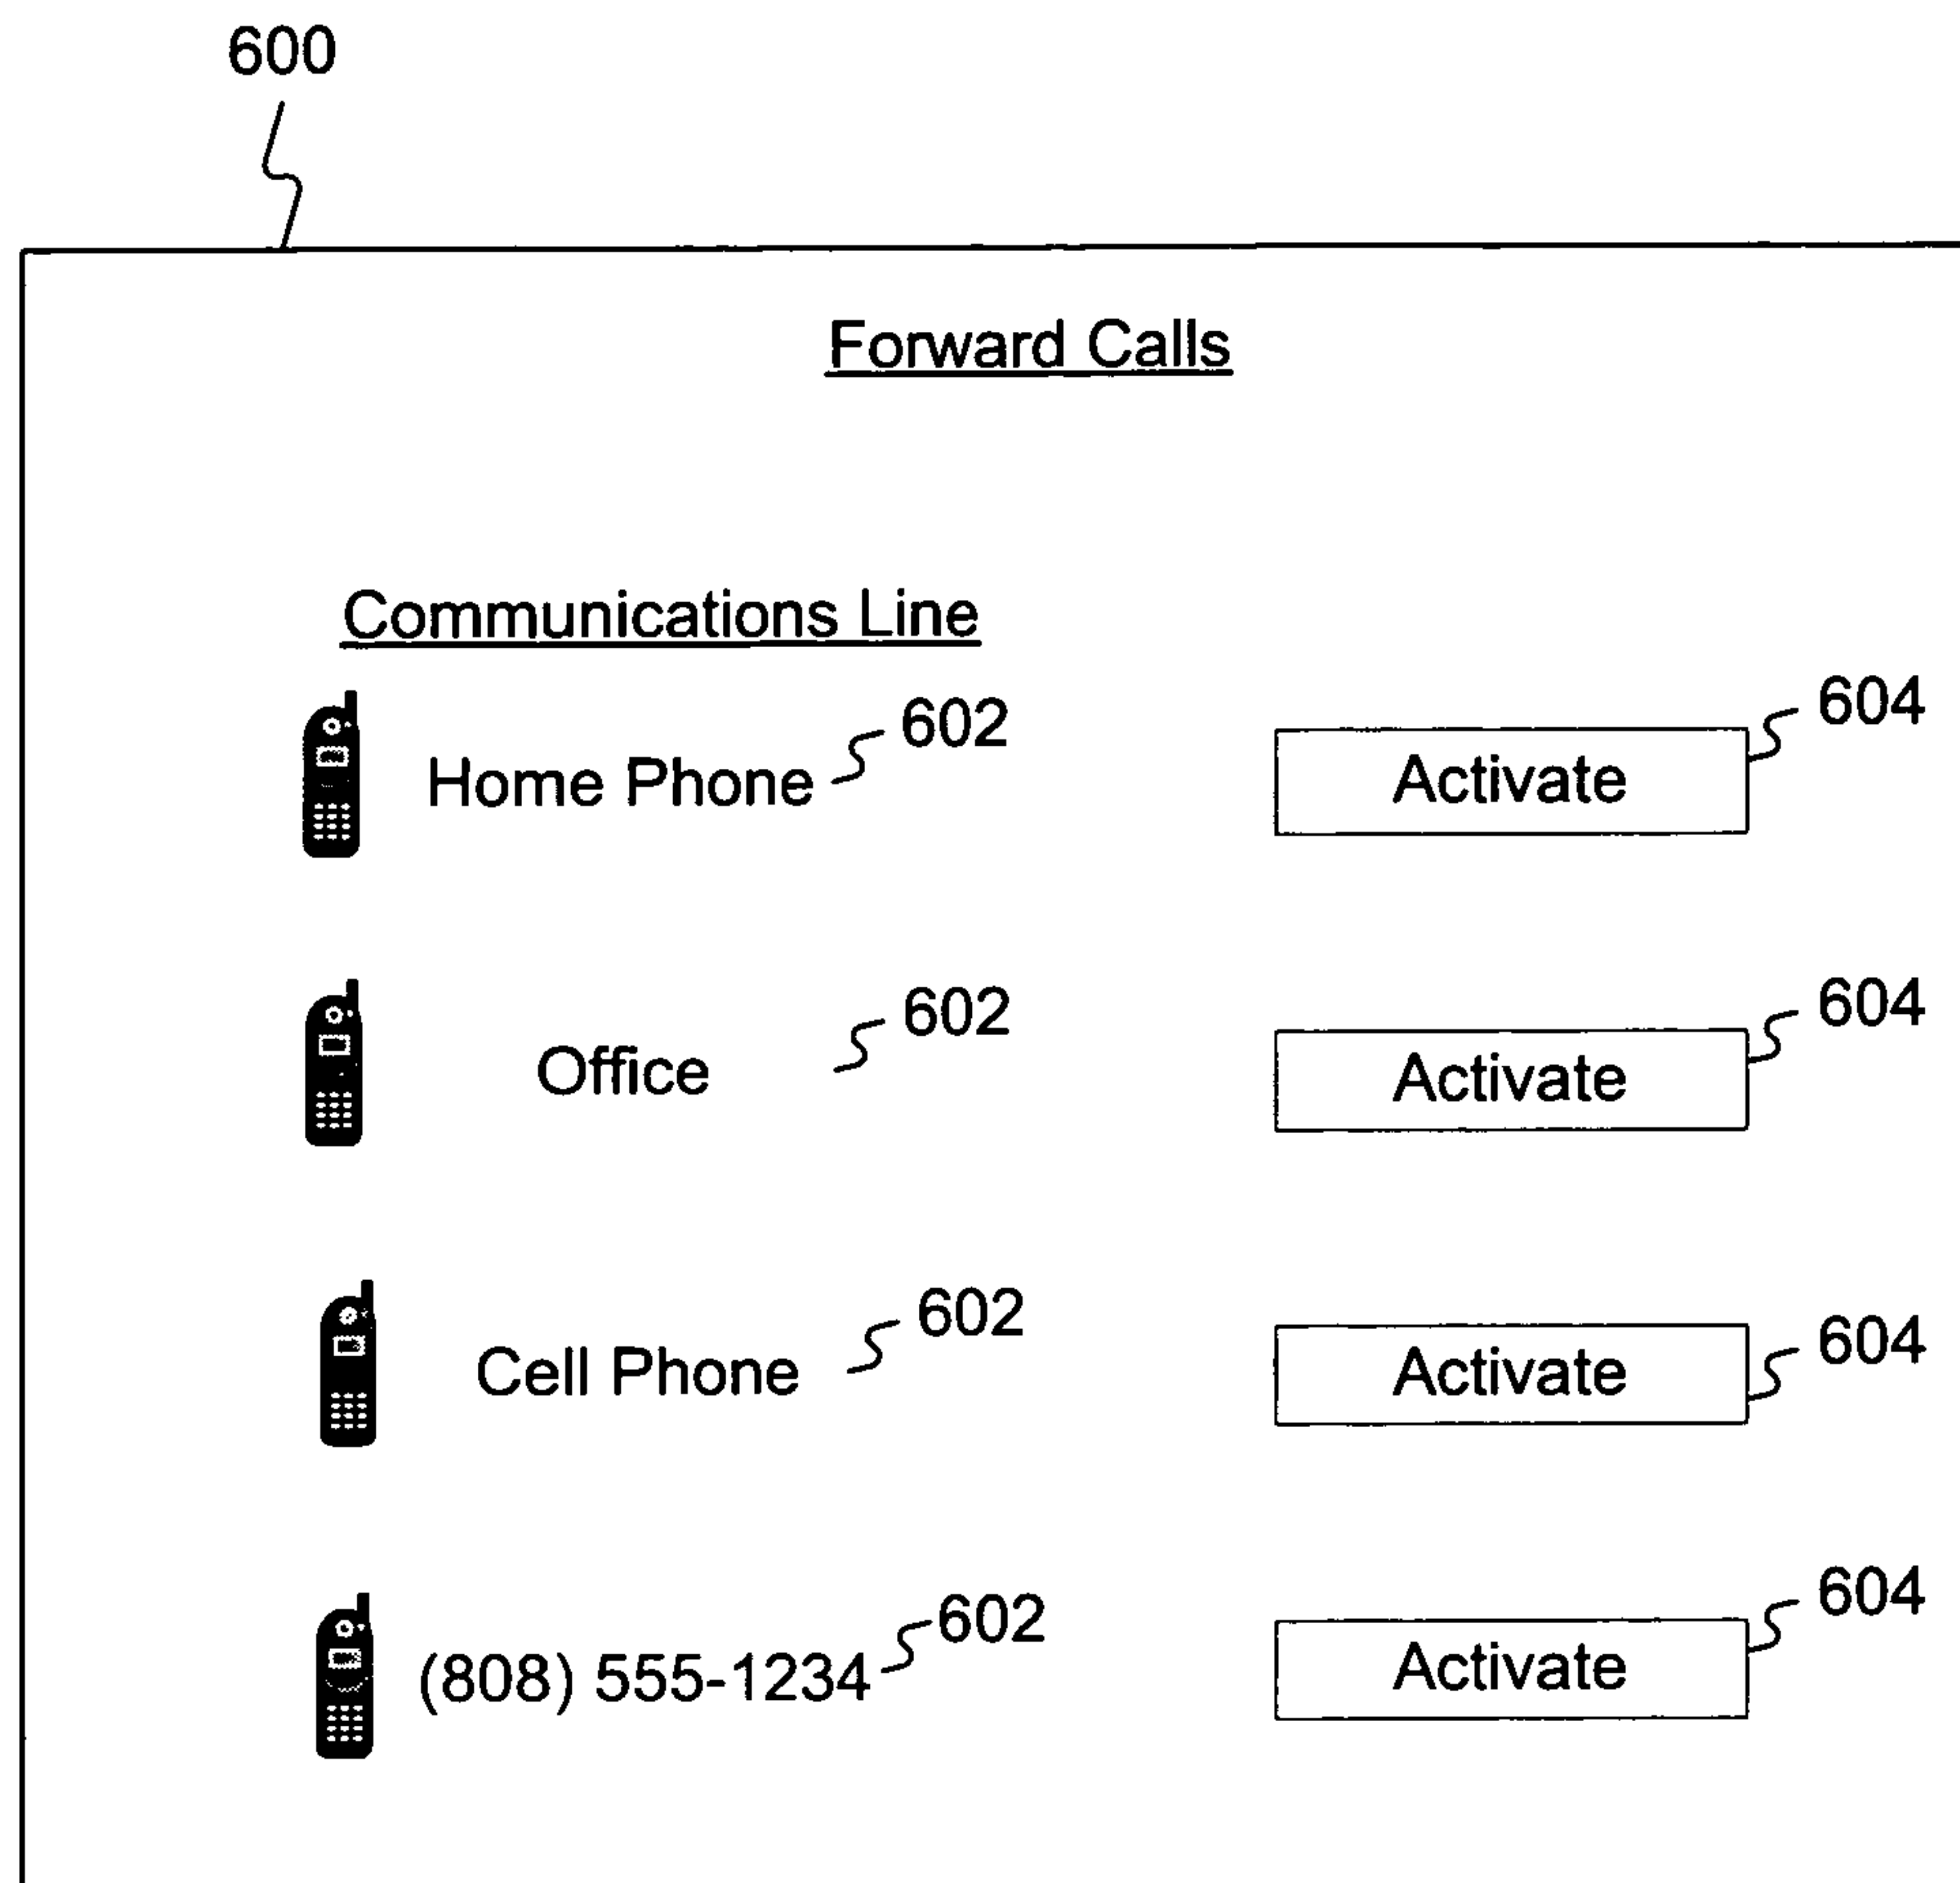 600
Forward Calls
Communications Line
Home Phone 602 Activate 604
Office 602 Activate 604
Cell Phone 602 Activate 604
(808) 555-1234 602 Activate 604